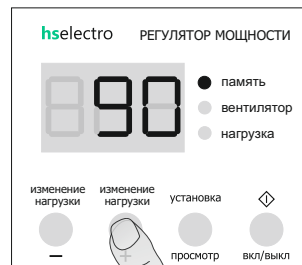 hselectro РЕГУЛЯТОР МОЩНОСТИ
90
память
вентилятор
нагрузка
изменение нагрузки
изменение нагрузки
установка
–
+
просмотр
вкл/выкл